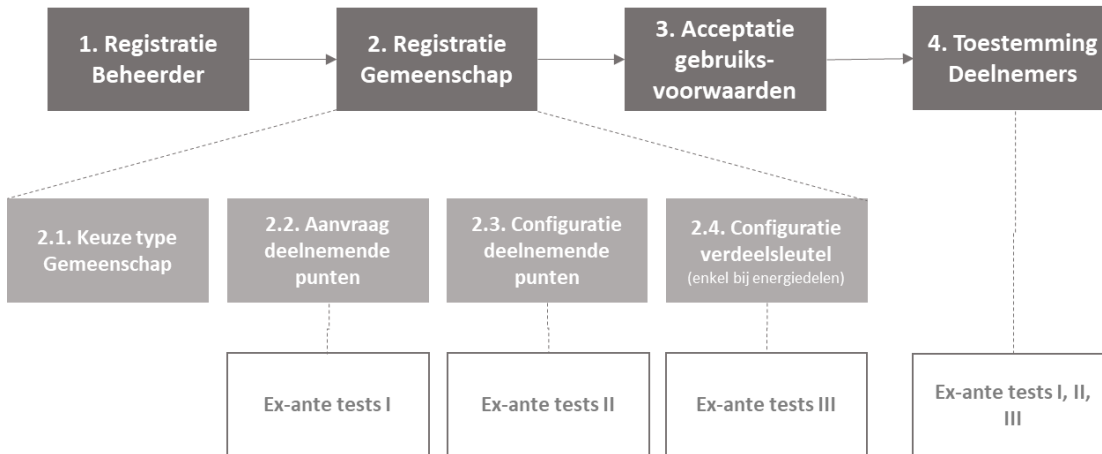 1. Registratie
Beheerder
2. Registratie
Gemeenschap
3. Acceptatie
gebruiks-
voorwaarden
4. Toestemming
Deelnemers
2.1. Keuze type
Gemeenschap
2.2. Aanvraag
deelnemende
punten
2.3. Configuratie
deelnemende
punten
2.4. Configuratie
verdeelsleutel
(enkel bij energiedelen)
Ex-ante tests I
Ex-ante tests II
Ex-ante tests III
Ex-ante tests I, II,
III